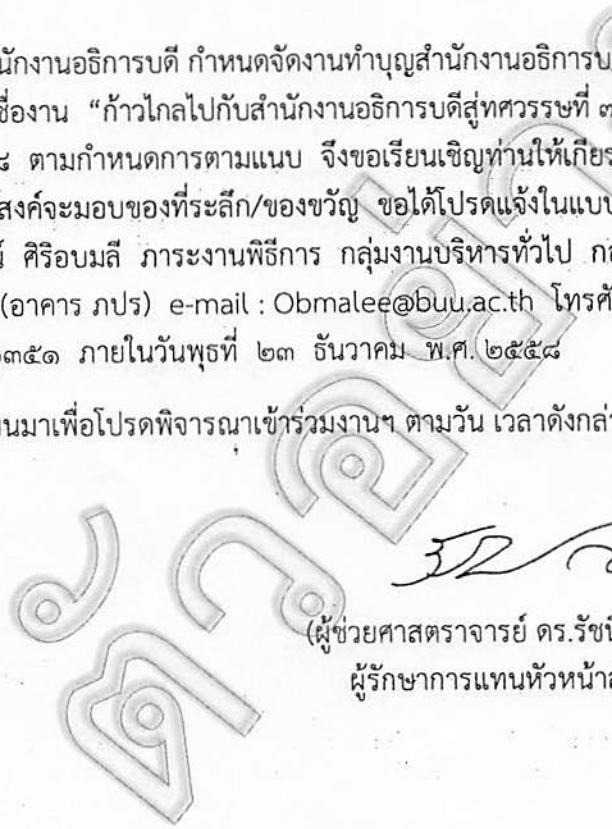 นักงานอธิการบดี กำหนดจัดงานทำบุญสำนักงานอธิการบ
ชื่องาน “ก้าวไกลไปกับสำนักงานอธิการบดีสู่ทศวรรษที่ ๓
๘ ตามกำหนดการตามแนบ จึงขอเรียนเชิญท่านให้เกียร
สงค์จะมอบของที่ระลึก/ของขวัญ ขอได้โปรดแจ้งในแบบ
ศิริอบมลี ภาระงานพิธีการ กลุ่มงานบริหารทั่วไป กอ
(อาคาร ภปร) e-mail : Obmalee@buu.ac.th โทรศั
๓๕๑ ภายในวันพุธที่ ๒๓ ธันวาคม พ.ศ. ๒๕๕๘
นมาเพื่อโปรดพิจารณาเข้าร่วมงานฯ ตามวัน เวลาดังกล่า
(ผู้ช่วยศาสตราจารย์ ดร.รัชนี
ผู้รักษาการแทนหัวหน้าส
ตัวอย่าง